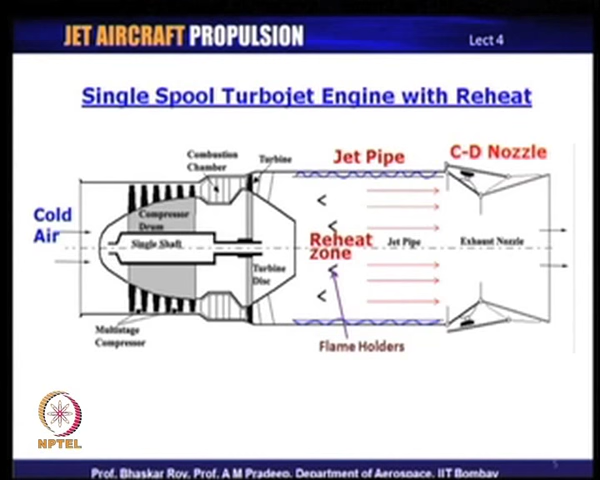 JET AIRCRAFT PROPULSION
Lect 4
Single Spool Turbojet Engine with Reheat
Combustion
Chamber
Turbine
Jet Pipe
C-D Nozzle
Cold
Air
Compressor
Drum
Single Shaft
Reheat
zone
Jet Pipe
Exhaust Nozzle
Turbine
Disc
Multistage
Compressor
Flame Holders
NPTEL
5
Prof. Bhaskar Roy, Prof. A M Pradeep, Department of Aerospace, IIT Bombay